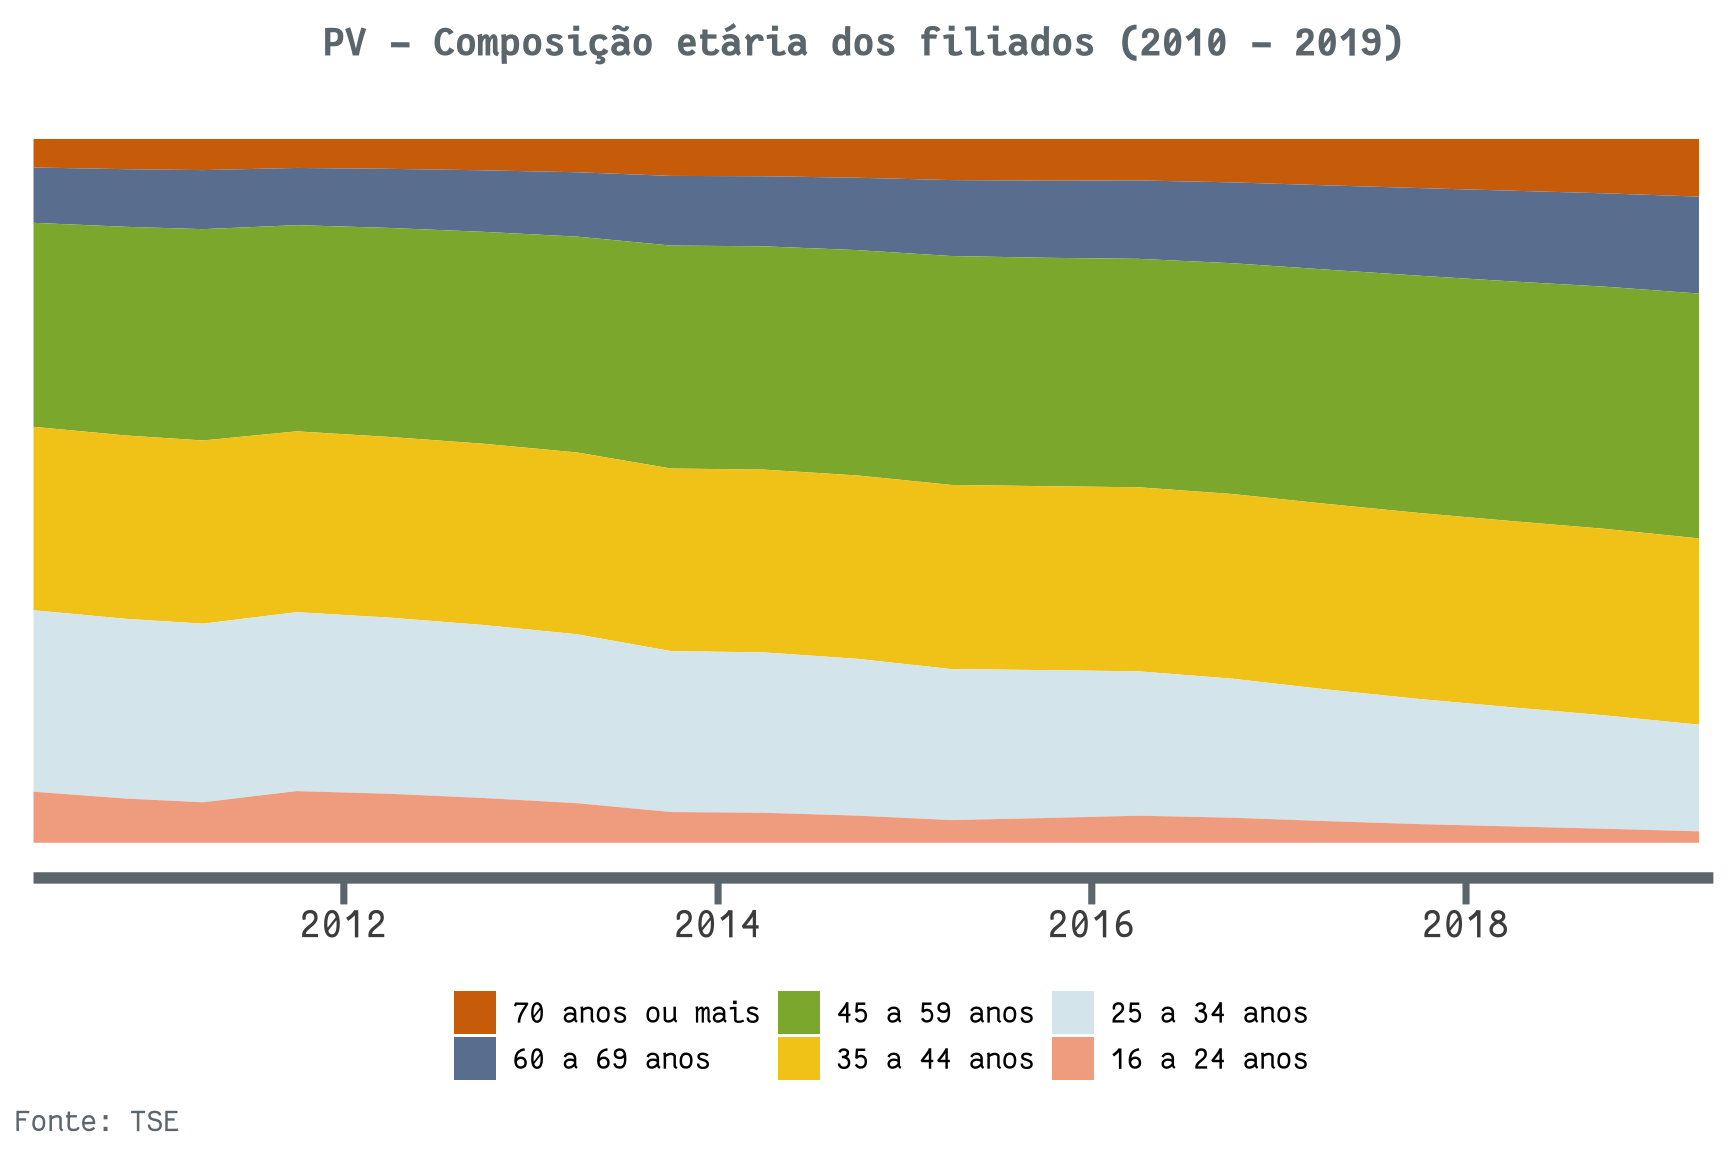 PV – Composição etária dos filiados (2010 – 2019)
2012 2014 2016 2018
70 anos ou mais 45 a 59 anos 25 a 34 anos
60 a 69 anos 35 a 44 anos 16 a 24 anos
Fonte: TSE